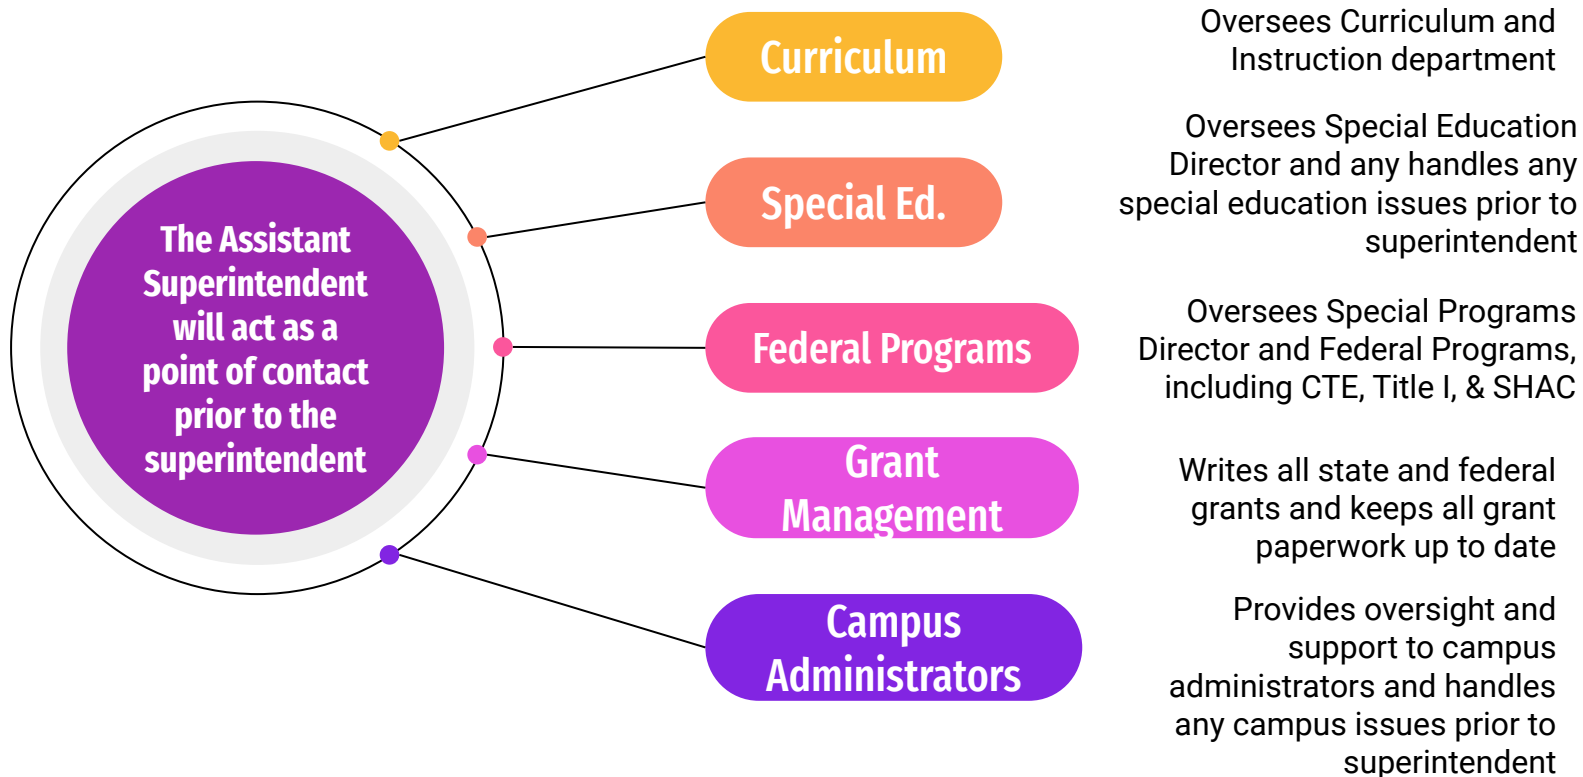 The Assistant
Superintendent
will act as a
point of contact
prior to the
superintendent
Curriculum
Oversees Curriculum and
Instruction department
Special Ed.
Oversees Special Education
Director and any handles any
special education issues prior to
superintendent
Federal Programs
Oversees Special Programs
Director and Federal Programs,
including CTE, Title I, & SHAC
Grant
Management
Writes all state and federal
grants and keeps all grant
paperwork up to date
Campus
Administrators
Provides oversight and
support to campus
administrators and handles
any campus issues prior to
superintendent